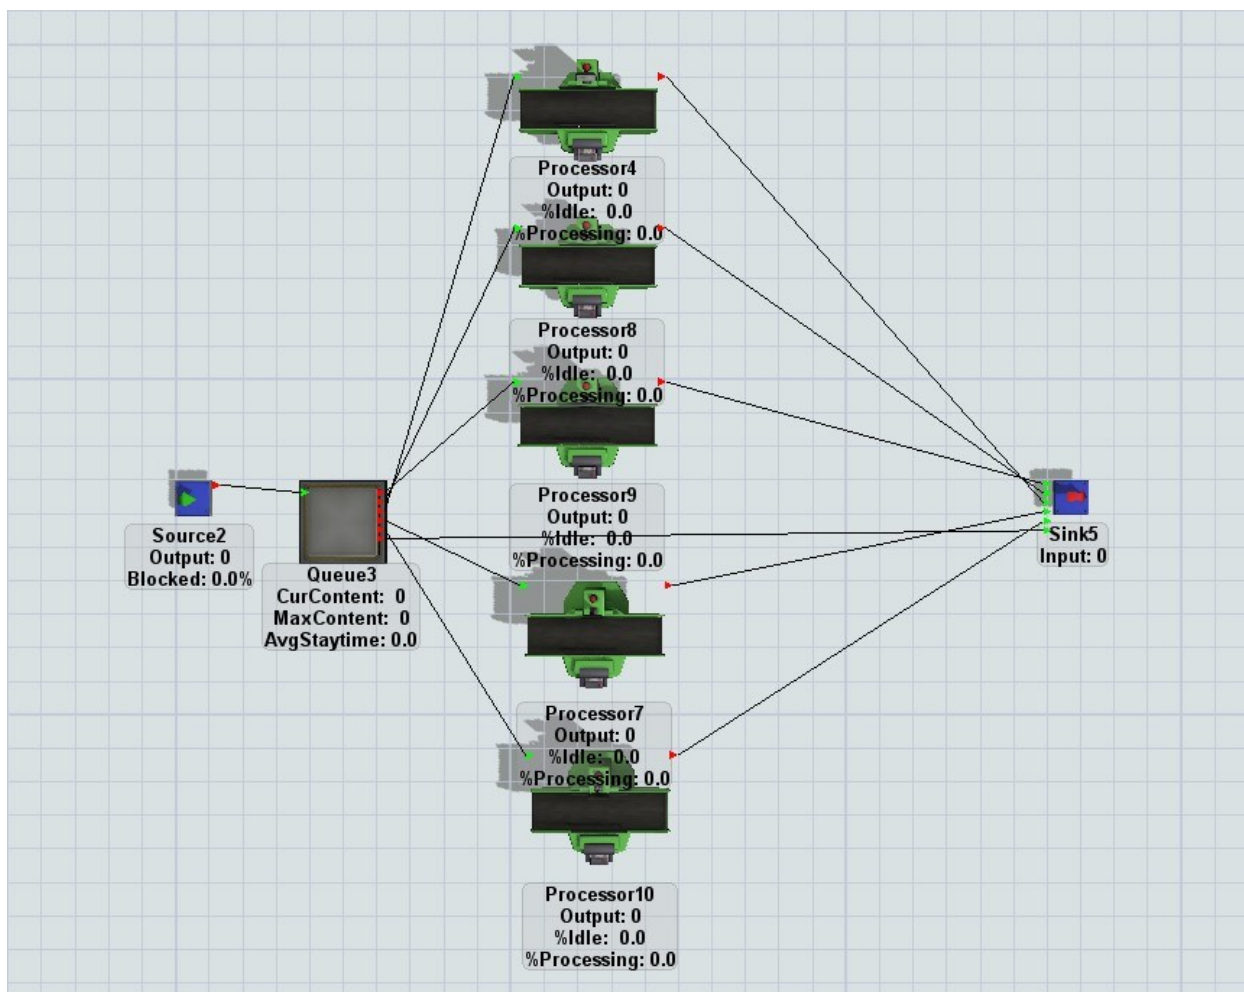 Processor4
Output: 0
%Idle: 0.0
%Processing: 0.0
Processor8
Output: 0
%Idle: 0.0
%Processing: 0.0
Processor9
Output: 0
%Idle: 0.0
%Processing: 0.0
Source2
Output: 0
Blocked: 0.0%
Queue3
CurContent: 0
MaxContent: 0
AvgStaytime: 0.0
Sink5
Input: 0
Processor7
Output: 0
%Idle: 0.0
%Processing: 0.0
Processor10
Output: 0
%Idle: 0.0
%Processing: 0.0